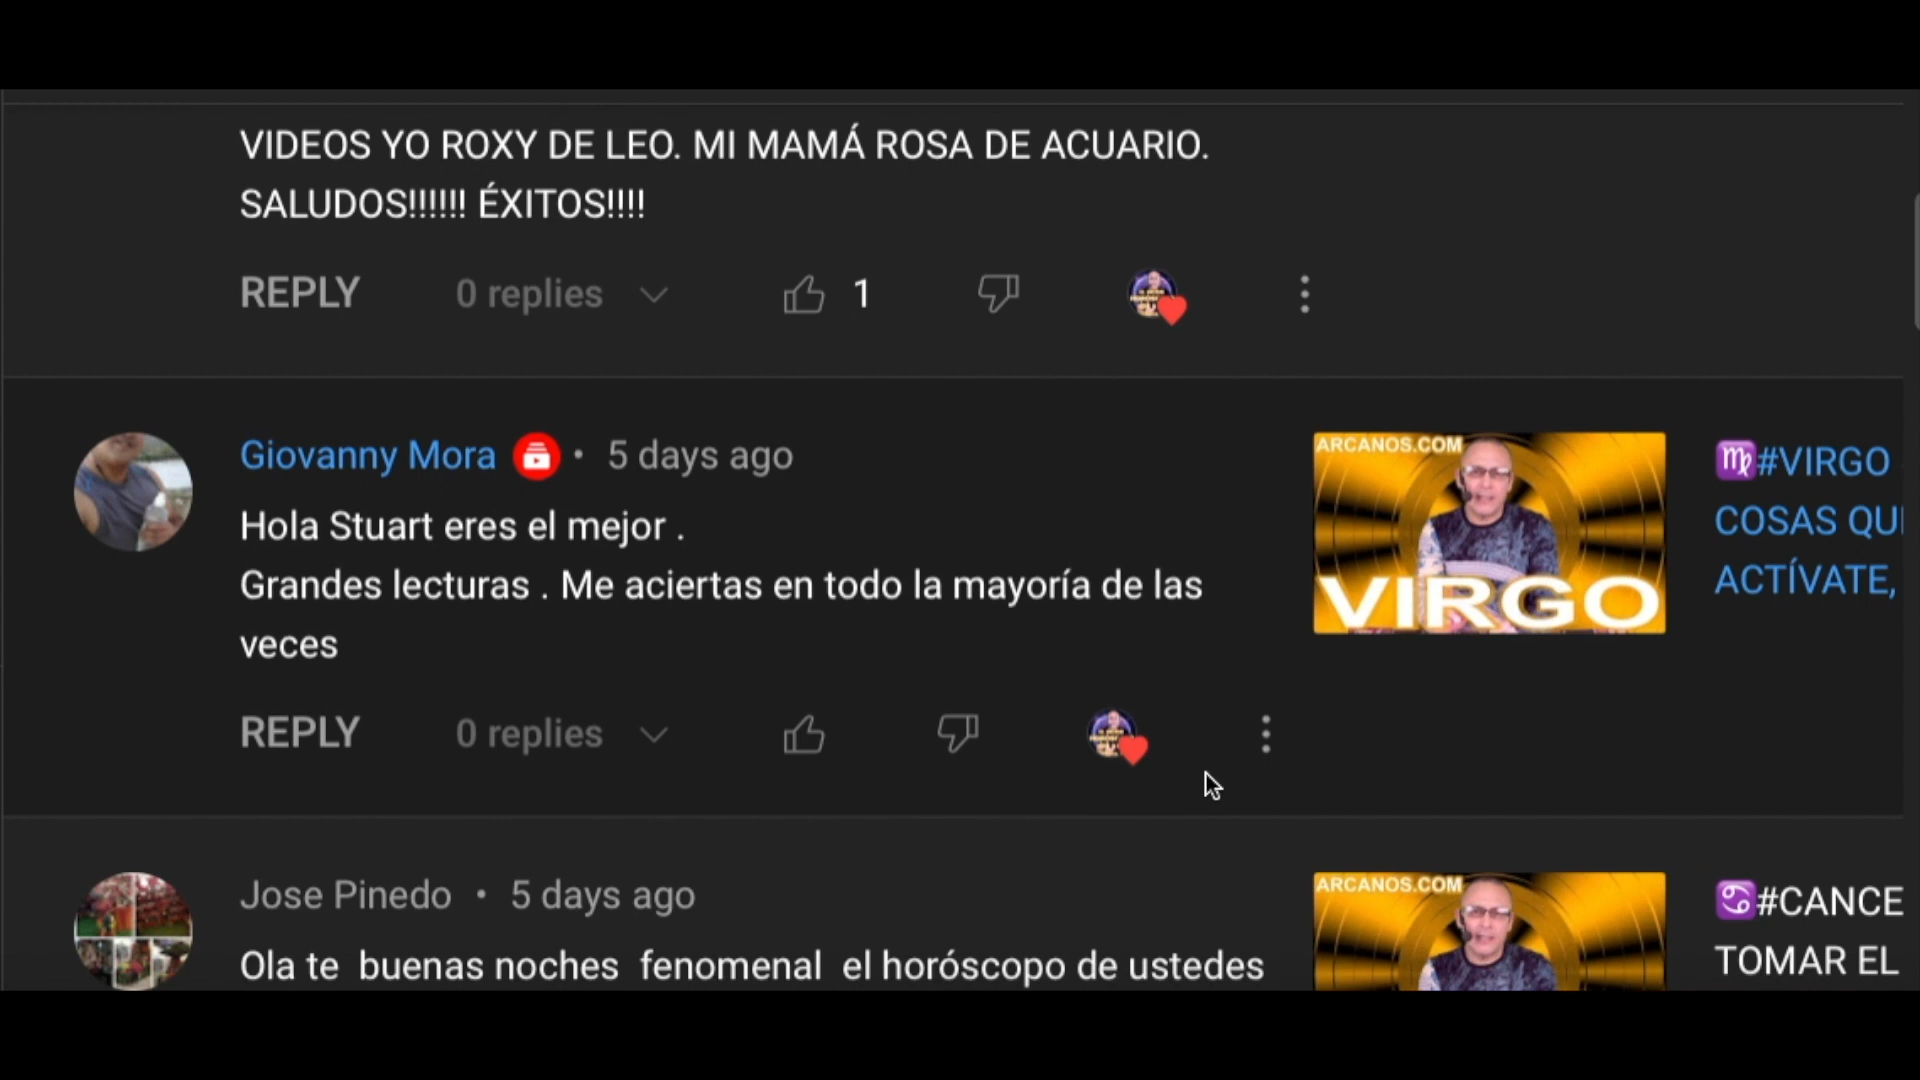 VIDEOS YO ROXY DE LEO. MI MAMÁ ROSA DE ACUARIO.
SALUDOS!!!!!! ÉXITOS!!!!
REPLY 0 replies 1
Giovanny Mora • 5 days ago
Hola Stuart eres el mejor .
Grandes lecturas . Me aciertas en todo la mayoría de las
veces
REPLY 0 replies
ARCANOS.COM
VIRGO
♍#VIRGO
COSAS QU
ACTÍVATE,
Jose Pinedo • 5 days ago
Ola te buenas noches fenomenal el horóscopo de ustedes
ARCANOS.COM
♋#CANCE
TOMAR EL